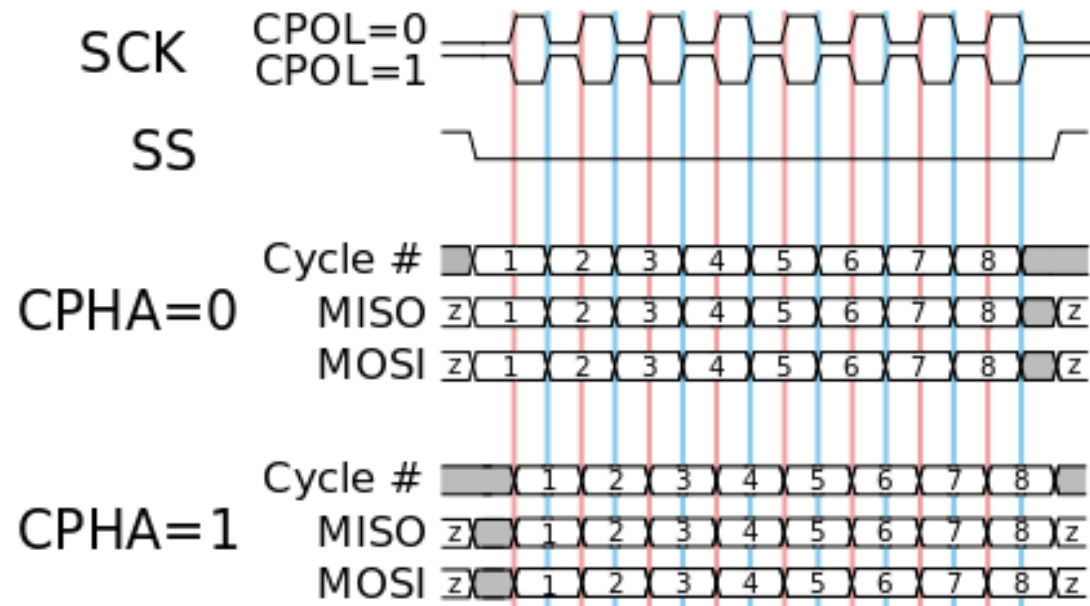 SCK CPOL=0
CPOL=1
SS
Cycle # 1 2 3 4 5 6 7 8
CPHA=0 MISO z 1 2 3 4 5 6 7 8 z
MOSI z 1 2 3 4 5 6 7 8 z
Cycle # 1 2 3 4 5 6 7 8
CPHA=1 MISO z 1 2 3 4 5 6 7 8 z
MOSI z 1 2 3 4 5 6 7 8 z